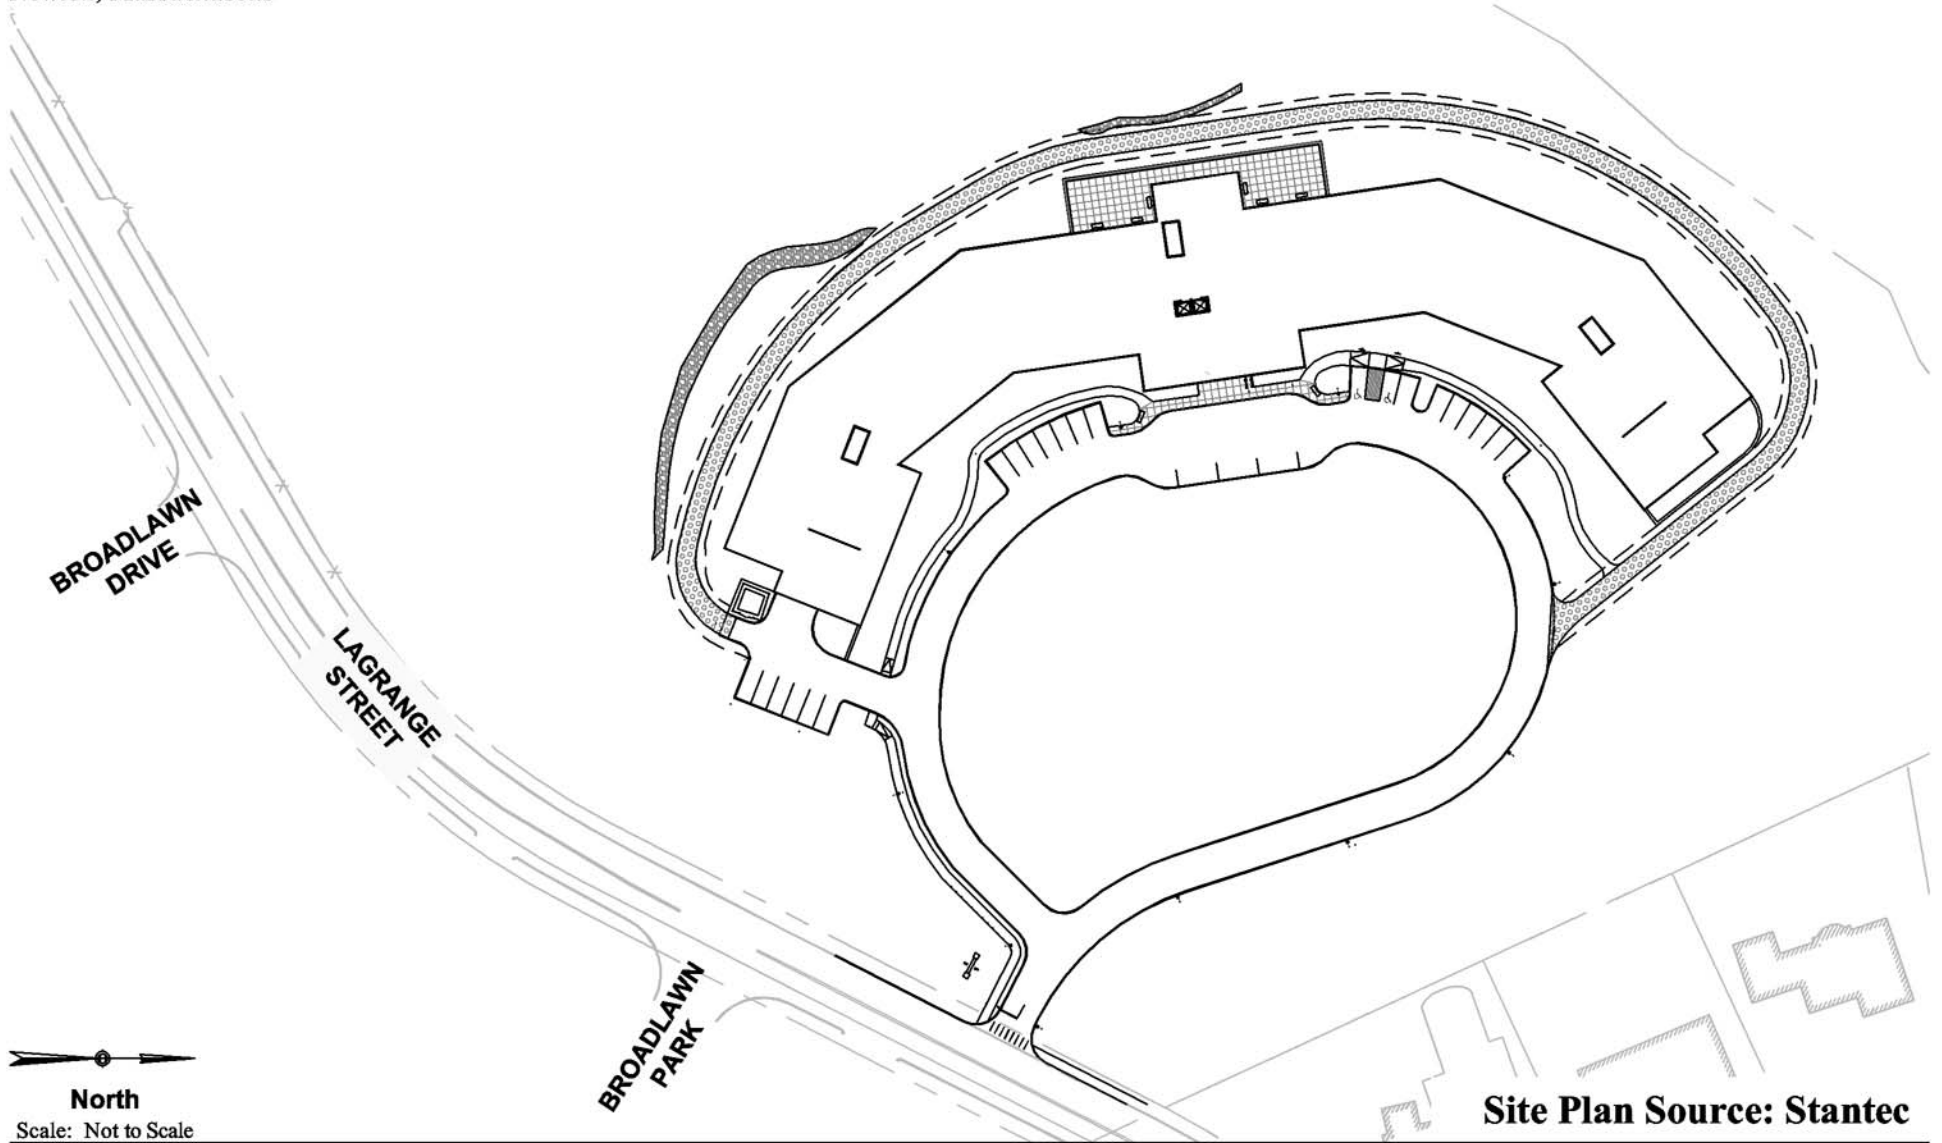 BROADLAWN
DRIVE
LAGRANGE
STREET
BROADLAWN
PARK
North
Scale: Not to Scale
Site Plan Source: Stantec